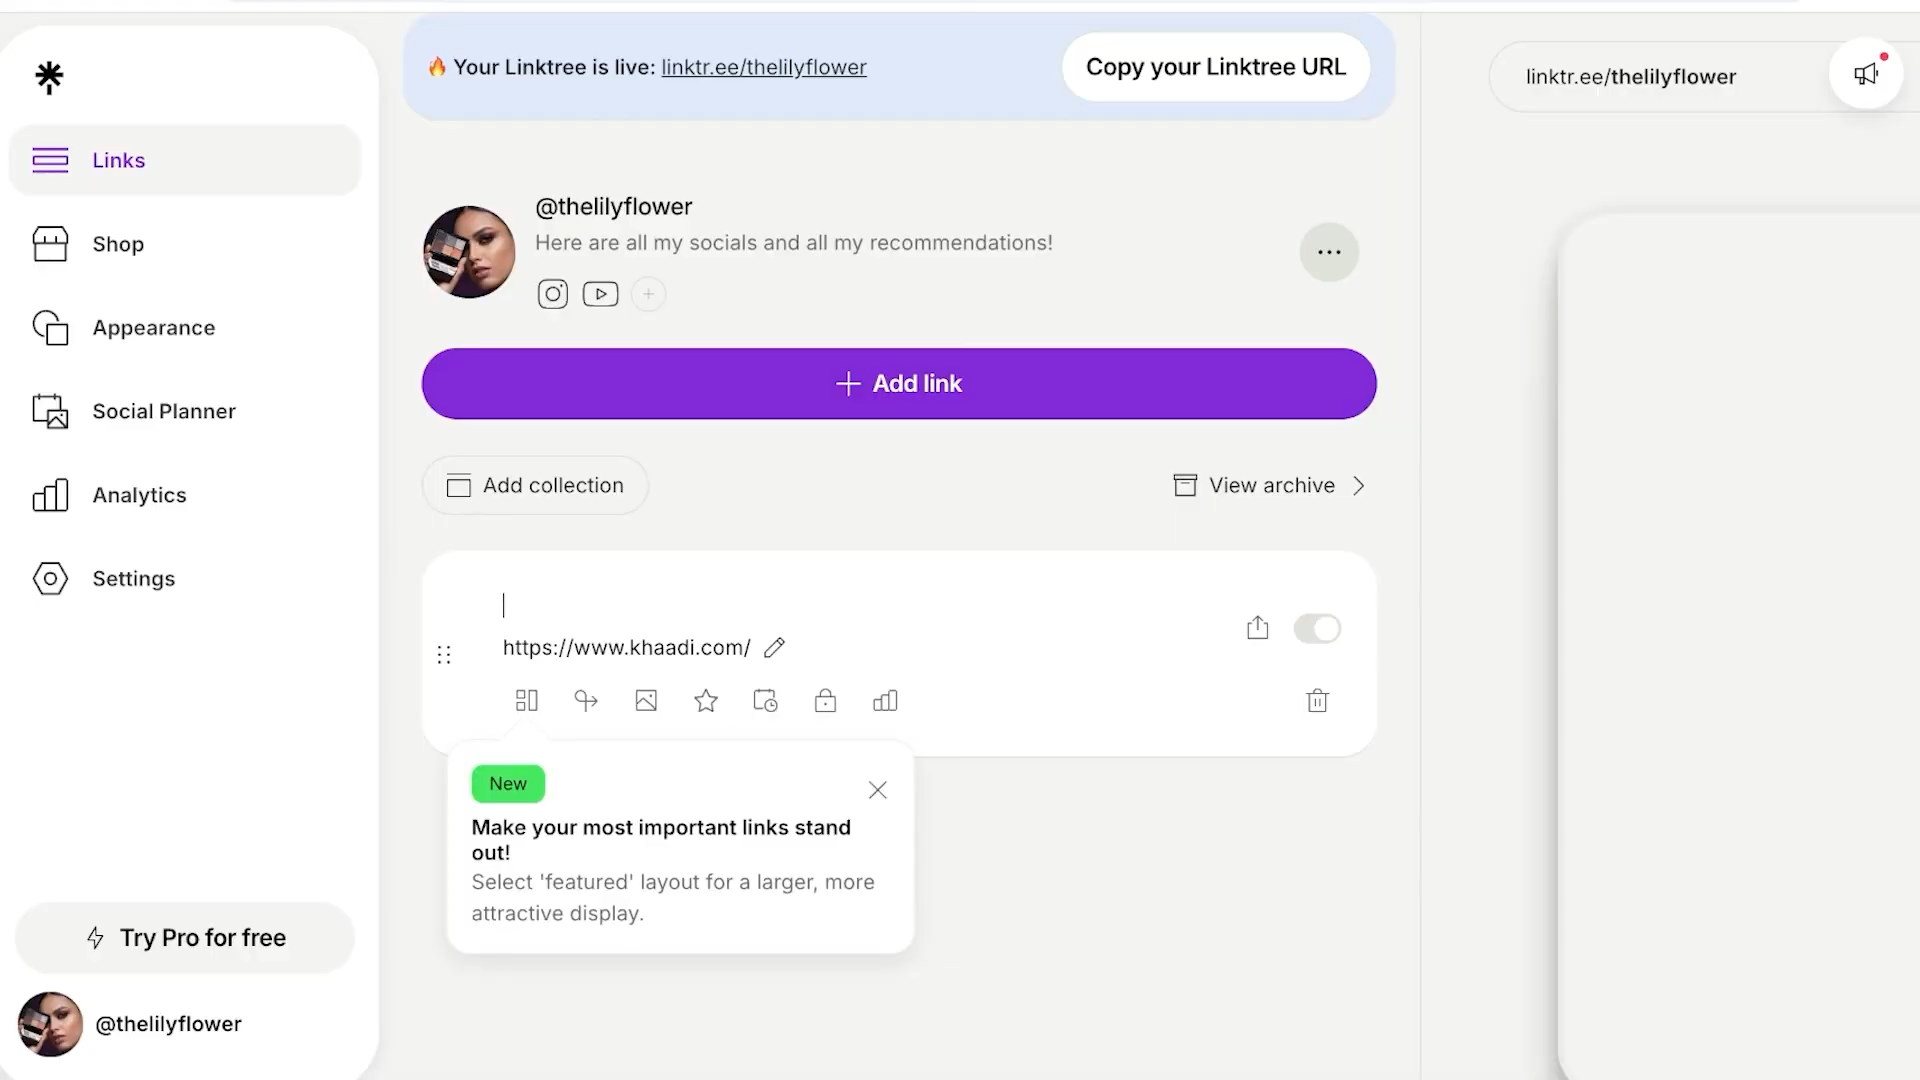 Links
Shop
Appearance
Social Planner
Analytics
Settings
Try Pro for free
@thelilyflower
Your Linktree is live: linktr.ee/thelilyflower
Copy your Linktree URL
@thelilyflower
Here are all my socials and all my recommendations!
Add link
Add collection
View archive
https://www.khaadi.com/
New
Make your most important links stand
out!
Select 'featured' layout for a larger, more
attractive display.
linktr.ee/thelilyflower